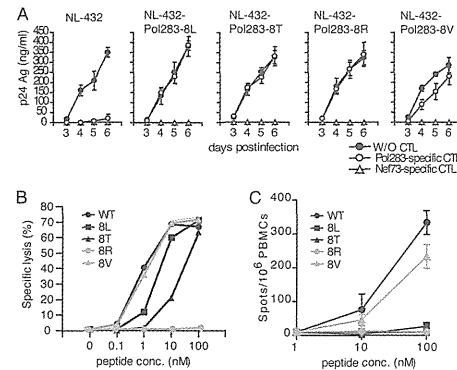 A
NL-432
NL-432-
Pol283-8L
NL-432-
Pol283-8T
NL-432-
Pol283-8R
NL-432-
Pol283-8V
p24 Ag (ng/ml)
450
400
350
300
250
200
150
100
50
0
3 4 5 6
3 4 5 6
3 4 5 6
3 4 5 6
3 4 5 6
days postinfection
W/O CTL
Pol283-specific CTL
Nef73-specific CTL
B
Specific lysis (%)
70
60
50
40
30
20
10
0
WT
8L
8T
8R
8V
0 0.1 1 10 100
peptide conc. (nM)
C
Spots/10⁶ PBMCs
400
300
200
100
0
WT
8L
8T
8R
8V
1 10 100
peptide conc. (nM)